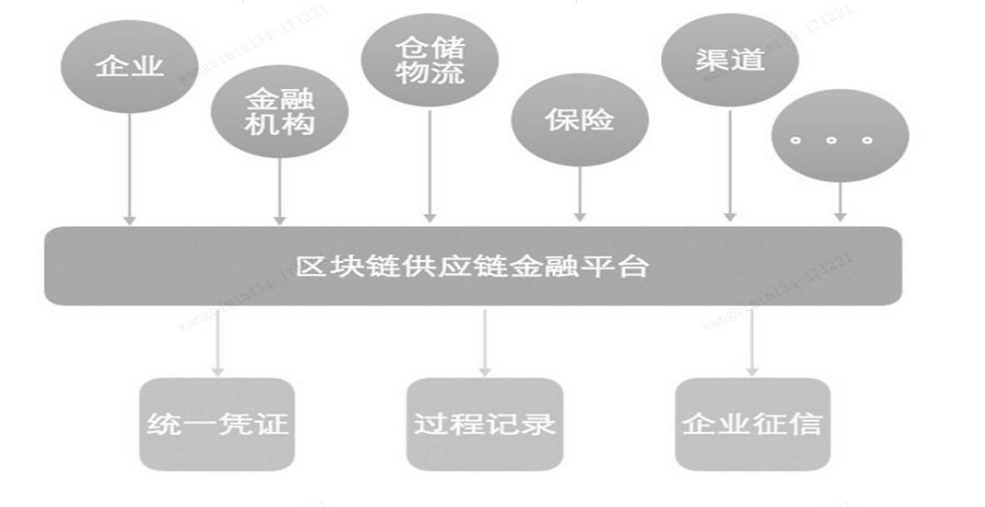 企业
金融
机构
仓储
物流
保险
渠道
。。。
区块链供应链金融平台
统一凭证
过程记录
企业征信